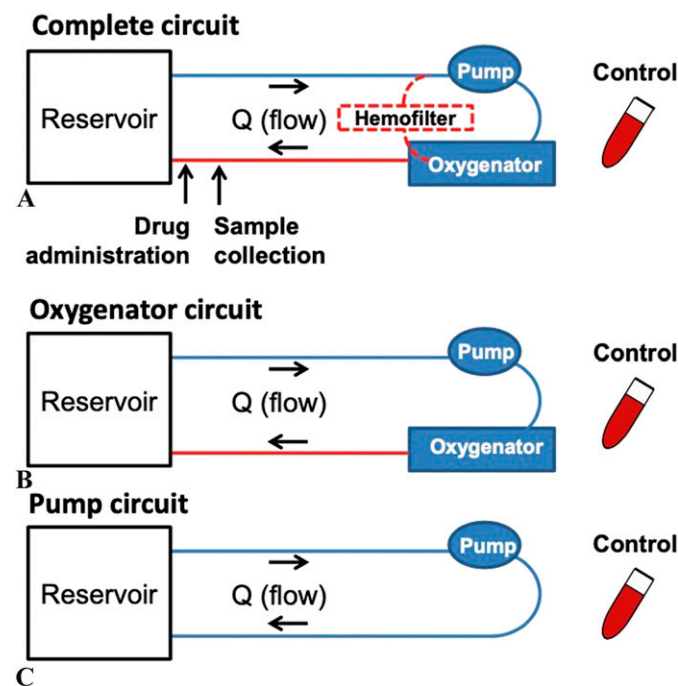 Complete circuit
Pump
Control
Reservoir
Q (flow)
Hemofilter
Oxygenator
A
Drug administration
Sample collection
Oxygenator circuit
Pump
Control
Reservoir
Q (flow)
Oxygenator
B
Pump circuit
Pump
Control
Reservoir
Q (flow)
C